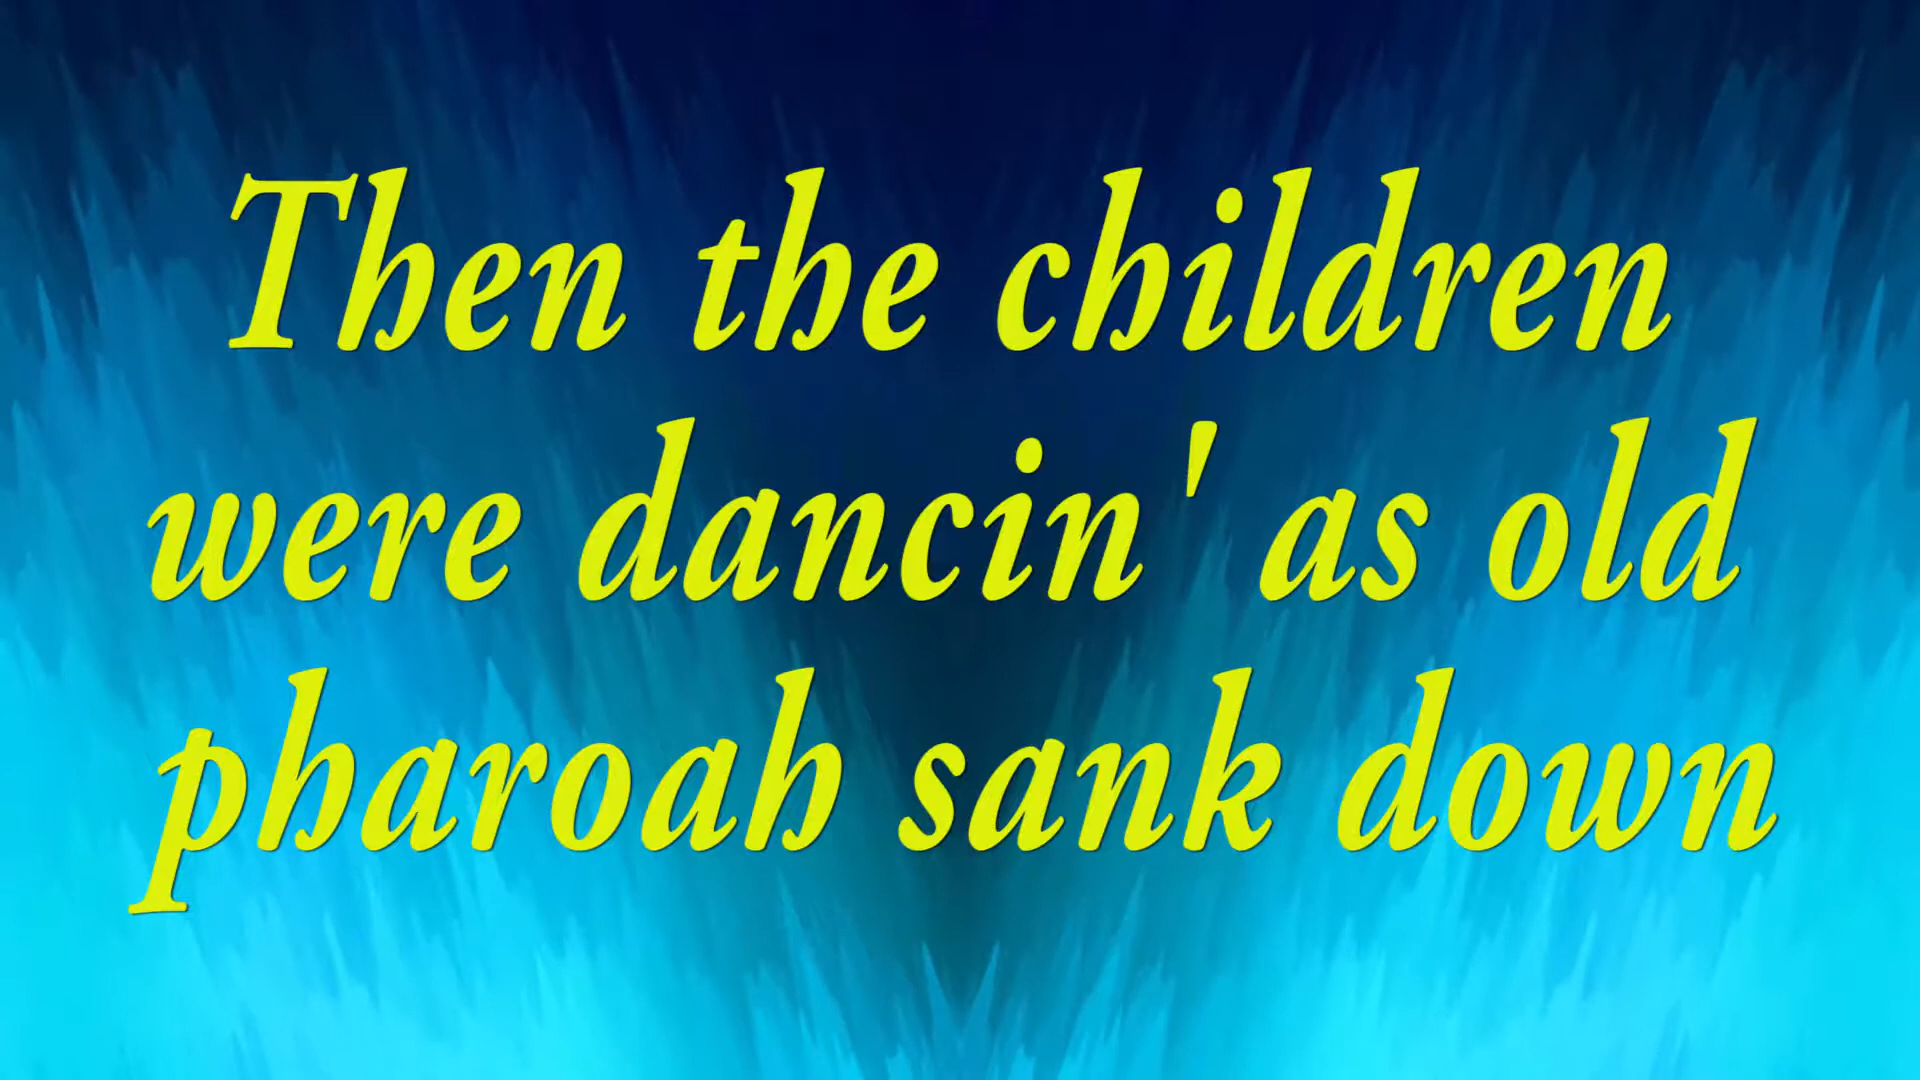 Then the children
were dancin' as old
pharoah sank down